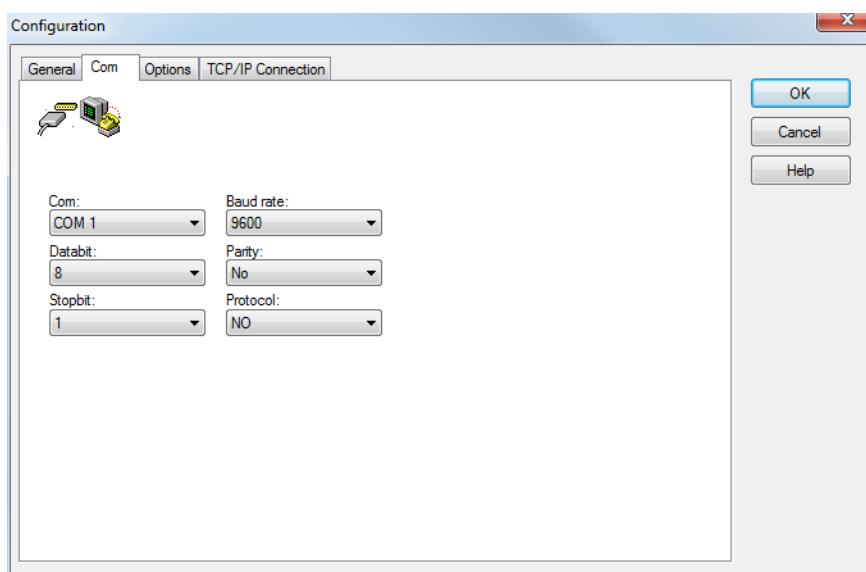 Configuration
General Com Options TCP/IP Connection
OK
Cancel
Help
Com: Baud rate:
COM 1 9600
Databit: Parity:
8 No
Stopbit: Protocol:
1 NO